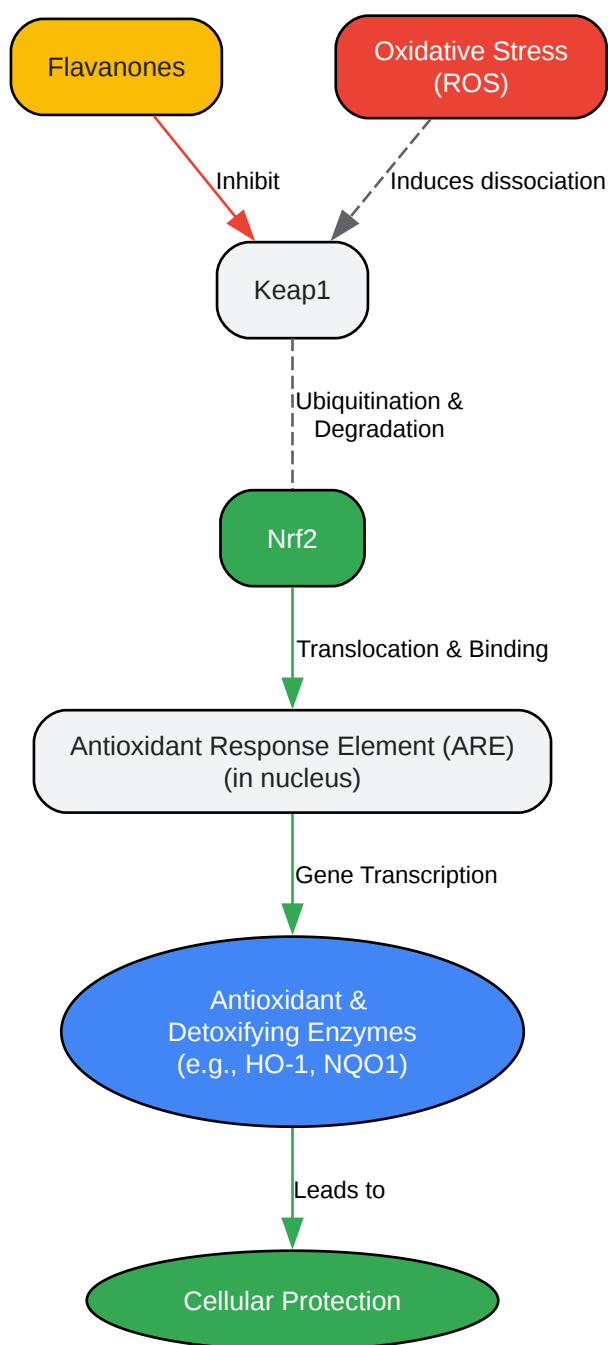 Flavanones
Oxidative Stress
(ROS)
Inhibit
Induces dissociation
Keap1
Ubiquitination &
Degradation
Nrf2
Translocation & Binding
Antioxidant Response Element (ARE)
(in nucleus)
Gene Transcription
Antioxidant &
Detoxifying Enzymes
(e.g., HO-1, NQO1)
Leads to
Cellular Protection